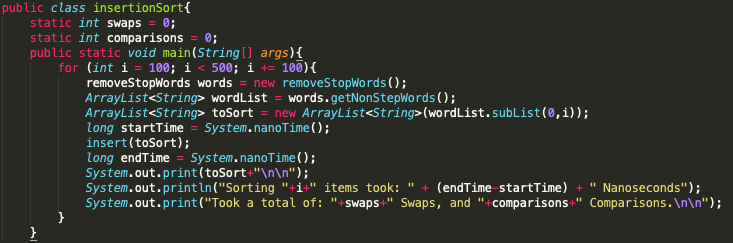 public class insertionSort{
    static int swaps = 0;
    static int comparisons = 0;
    public static void main(String[] args){
        for (int i = 100; i < 500; i += 100){
            removeStopWords words = new removeStopWords();
            ArrayList<String> wordList = words.getNonStepWords();
            ArrayList<String> toSort = new ArrayList<String>(wordList.subList(0,i));
            long startTime = System.nanoTime();
            insert(toSort);
            long endTime = System.nanoTime();
            System.out.print(toSort+"\n\n");
            System.out.println("Sorting "+i+" items took: " + (endTime-startTime) + " Nanoseconds");
            System.out.print("Took a total of: "+swaps+" Swaps, and "+comparisons+" Comparisons.\n\n");
        }
    }